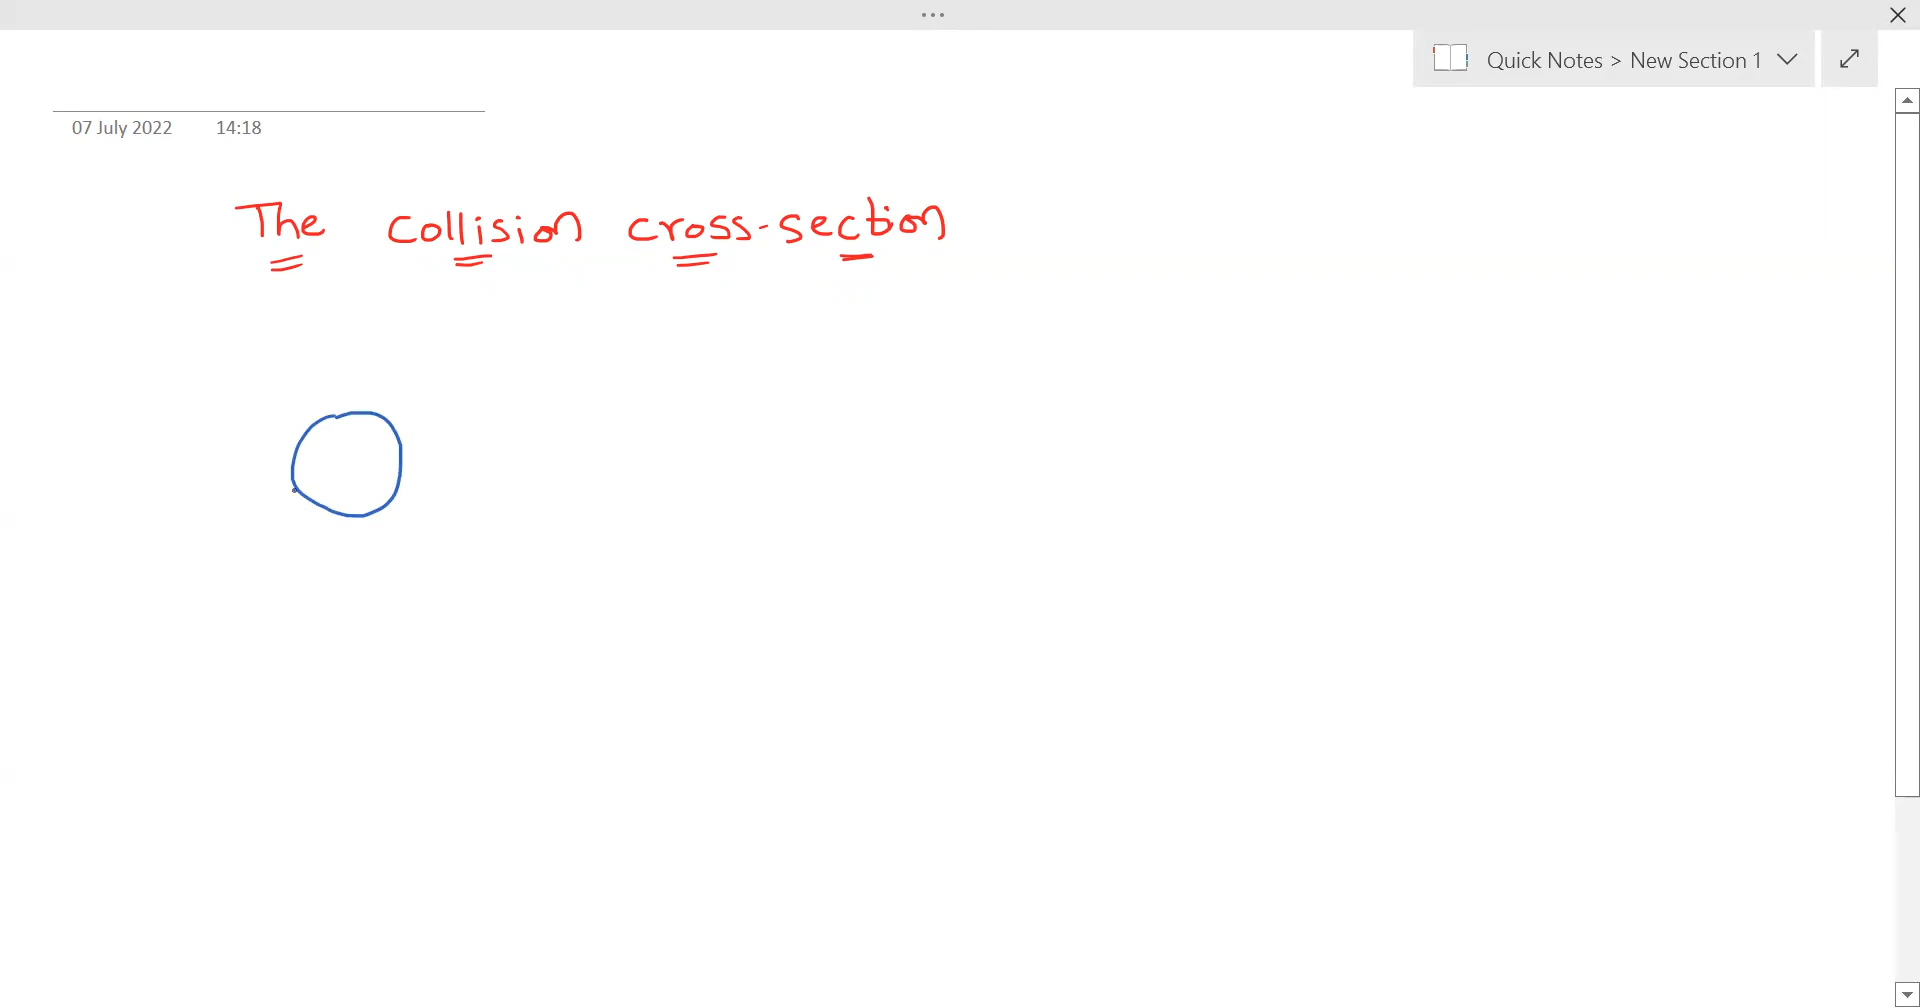 Quick Notes > New Section 1
07 July 2022 14:18
The collision cross-section